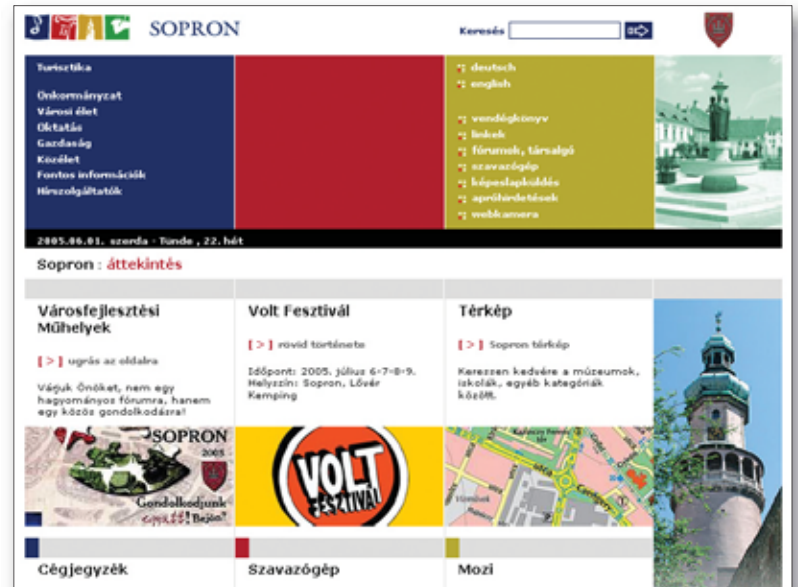 SOPRON
Keresés
Turisztika
Önkormányzat
Városi élet
Oktatás
Gazdaság
Közélet
Fontos információk
Hírszolgáltatók
deutsch
english
vendégkönyv
linkek
fórumok, társalgó
szavazógép
képeslapküldés
apróhirdetések
webkamera
2005.06.01. szerda - Tünde , 22. hét
Sopron : áttekintés
Városfejlesztési
Műhelyek
[ > ] ugrás az oldalra
Várjuk Önöket, nem egy
hagyományos fórumra, hanem
egy közös gondolkodásra!
SOPRON
2005
Gondolkodjunk
együtt! Bejön?
Volt Fesztivál
[ > ] rövid története
Időpont: 2005. július 6-7-8-9.
Helyszín: Sopron, Lővér
Kemping
VOLT
FESZTIVÁL
Térkép
[ > ] Sopron térkép
Keressen kedvére a múzeumok,
iskolák, egyéb kategóriák
között.
utca
Cégjegyzék
Szavazógép
Mozi